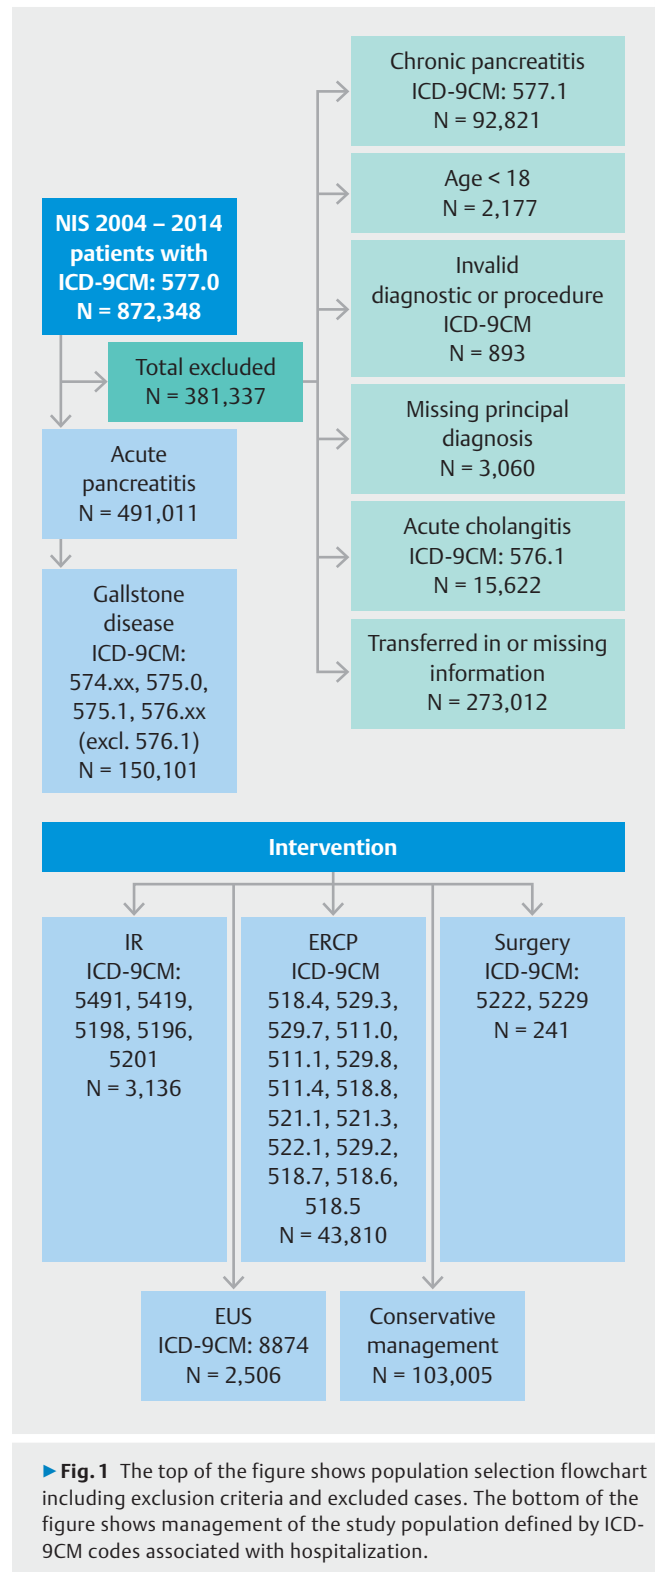 NIS 2004 – 2014
patients with
ICD-9CM: 577.0
N = 872,348
Total excluded
N = 381,337
Chronic pancreatitis
ICD-9CM: 577.1
N = 92,821
Age < 18
N = 2,177
Invalid
diagnostic or procedure
ICD-9CM
N = 893
Missing principal
diagnosis
N = 3,060
Acute cholangitis
ICD-9CM: 576.1
N = 15,622
Transferred in or missing
information
N = 273,012
Acute
pancreatitis
N = 491,011
Gallstone
disease
ICD-9CM:
574.xx, 575.0,
575.1, 576.xx
(excl. 576.1)
N = 150,101
Intervention
IR
ICD-9CM:
5491, 5419,
5198, 5196,
5201
N = 3,136
ERCP
ICD-9CM
518.4, 529.3,
529.7, 511.0,
511.1, 529.8,
511.4, 518.8,
521.1, 521.3,
522.1, 529.2,
518.7, 518.6,
518.5
N = 43,810
Surgery
ICD-9CM:
5222, 5229
N = 241
EUS
ICD-9CM: 8874
N = 2,506
Conservative
management
N = 103,005
▶ Fig. 1 The top of the figure shows population selection flowchart
including exclusion criteria and excluded cases. The bottom of the
figure shows management of the study population defined by ICD-
9CM codes associated with hospitalization.